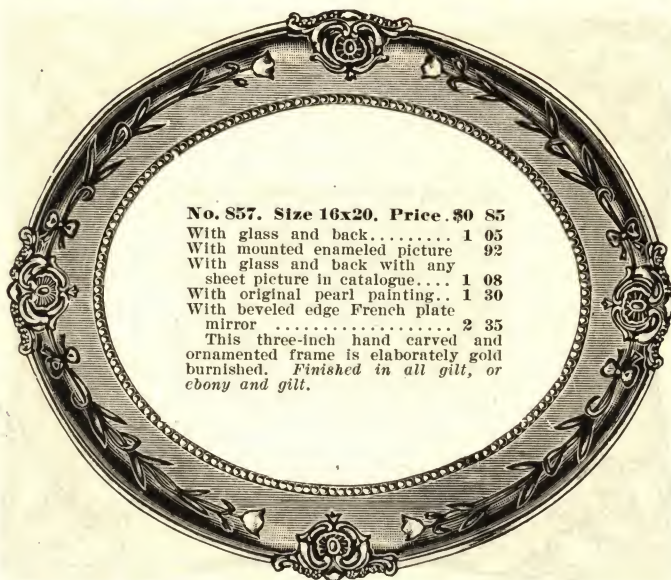 No. 857. Size 16x20. Price. $0 85
With glass and back......... 1 05
With mounted enameled picture 92
With glass and back with any
sheet picture in catalogue.... 1 08
With original pearl painting.. 1 30
With beveled edge French plate
mirror ................... 2 35
This three-inch hand carved and
ornamented frame is elaborately gold
burnished. Finished in all gilt, or
ebony and gilt.